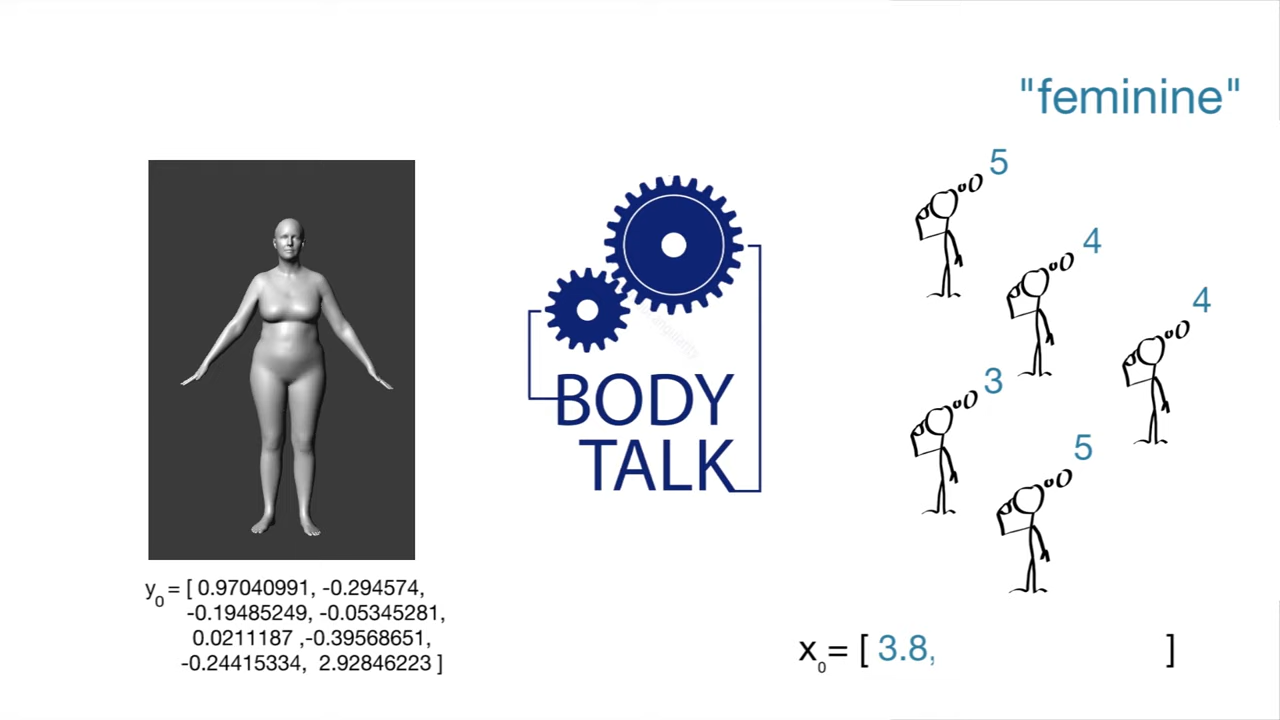 "feminine"
5
4
4
3
5
BODY
TALK
y0 = [ 0.97040991, -0.294574,
-0.19485249, -0.05345281,
0.0211187 ,-0.39568651,
-0.24415334, 2.92846223 ]
x0 = [ 3.8, ]